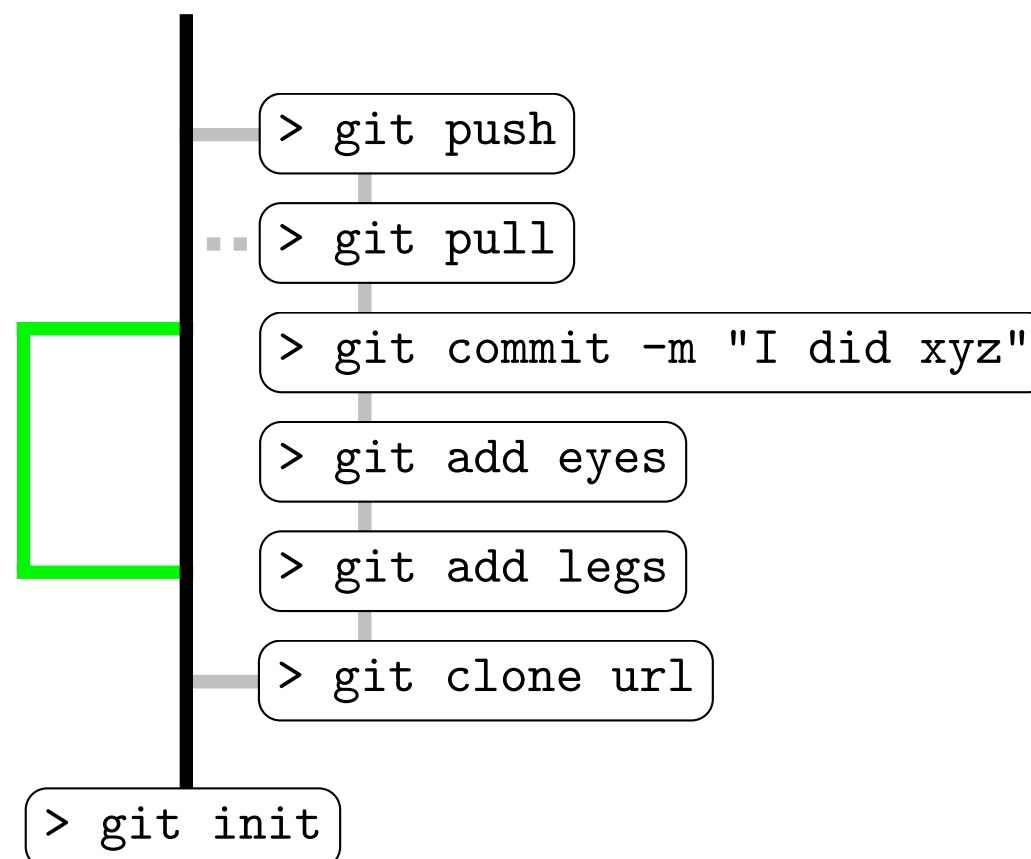 > git push
> git pull
> git commit -m "I did xyz"
> git add eyes
> git add legs
> git clone url
> git init